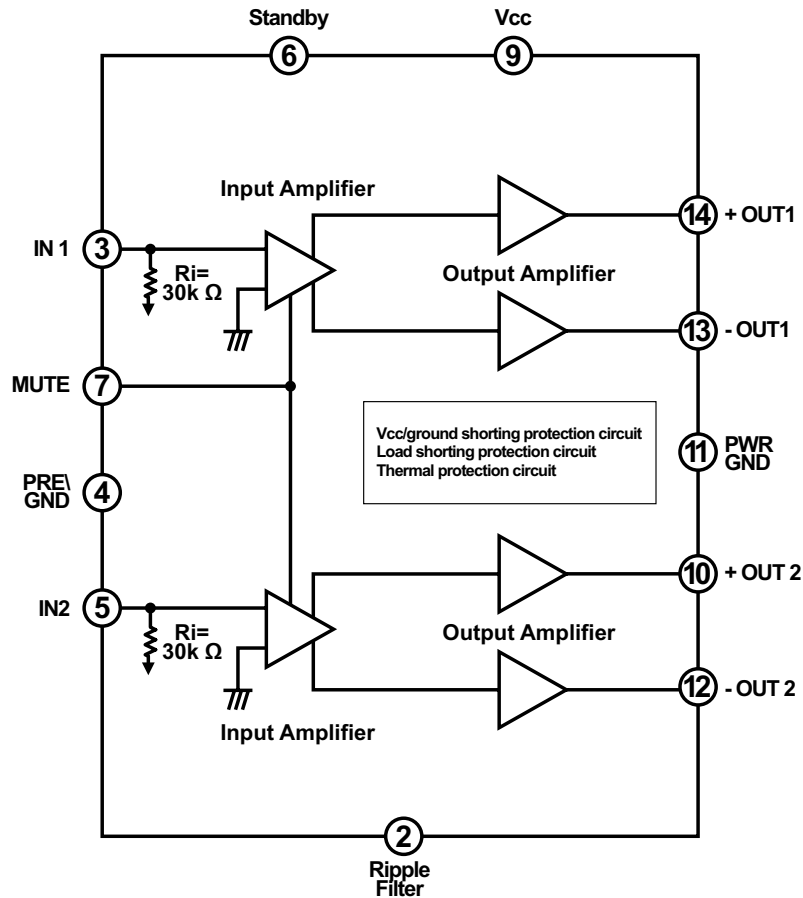 Standby
Vcc
6
9
Input Amplifier
14
+ OUT1
IN 1
3
Ri=
30k Ω
Output Amplifier
13
- OUT1
MUTE
7
Vcc/ground shorting protection circuit
Load shorting protection circuit
Thermal protection circuit
11
PWR
GND
PRE\
GND
4
10
+ OUT 2
IN2
5
Ri=
30k Ω
Output Amplifier
12
- OUT 2
Input Amplifier
2
Ripple
Filter